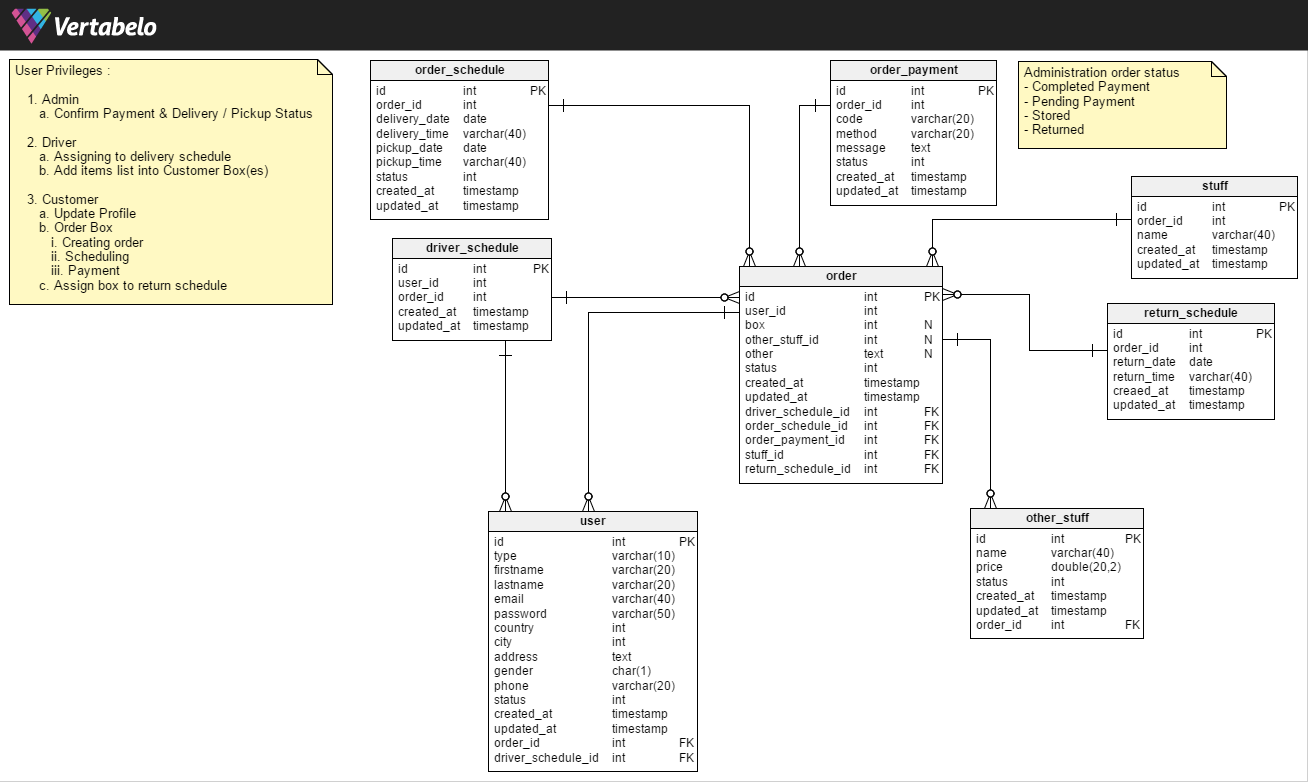 Vertabelo
User Privileges :
1. Admin
a. Confirm Payment & Delivery / Pickup Status
2. Driver
a. Assigning to delivery schedule
b. Add items list into Customer Box(es)
3. Customer
a. Update Profile
b. Order Box
i. Creating order
ii. Scheduling
iii. Payment
c. Assign box to return schedule
order_schedule
id int PK
order_id int
delivery_date date
delivery_time varchar(40)
pickup_date date
pickup_time varchar(40)
status int
created_at timestamp
updated_at timestamp
order_payment
id int PK
order_id int
code varchar(20)
method varchar(20)
message text
status int
created_at timestamp
updated_at timestamp
Administration order status
- Completed Payment
- Pending Payment
- Stored
- Returned
stuff
id int PK
order_id int
name varchar(40)
created_at timestamp
updated_at timestamp
driver_schedule
id int PK
user_id int
order_id int
created_at timestamp
updated_at timestamp
order
id int PK
user_id int
box int N
other_stuff_id int N
other text N
status int
created_at timestamp
updated_at timestamp
driver_schedule_id int FK
order_schedule_id int FK
order_payment_id int FK
stuff_id int FK
return_schedule_id int FK
return_schedule
id int PK
order_id int
return_date date
return_time varchar(40)
creaed_at timestamp
updated_at timestamp
user
id int PK
type varchar(10)
firstname varchar(20)
lastname varchar(20)
email varchar(40)
password varchar(50)
country int
city int
address text
gender char(1)
phone varchar(20)
status int
created_at timestamp
updated_at timestamp
order_id int FK
driver_schedule_id int FK
other_stuff
id int PK
name varchar(40)
price double(20,2)
status int
created_at timestamp
updated_at timestamp
order_id int FK